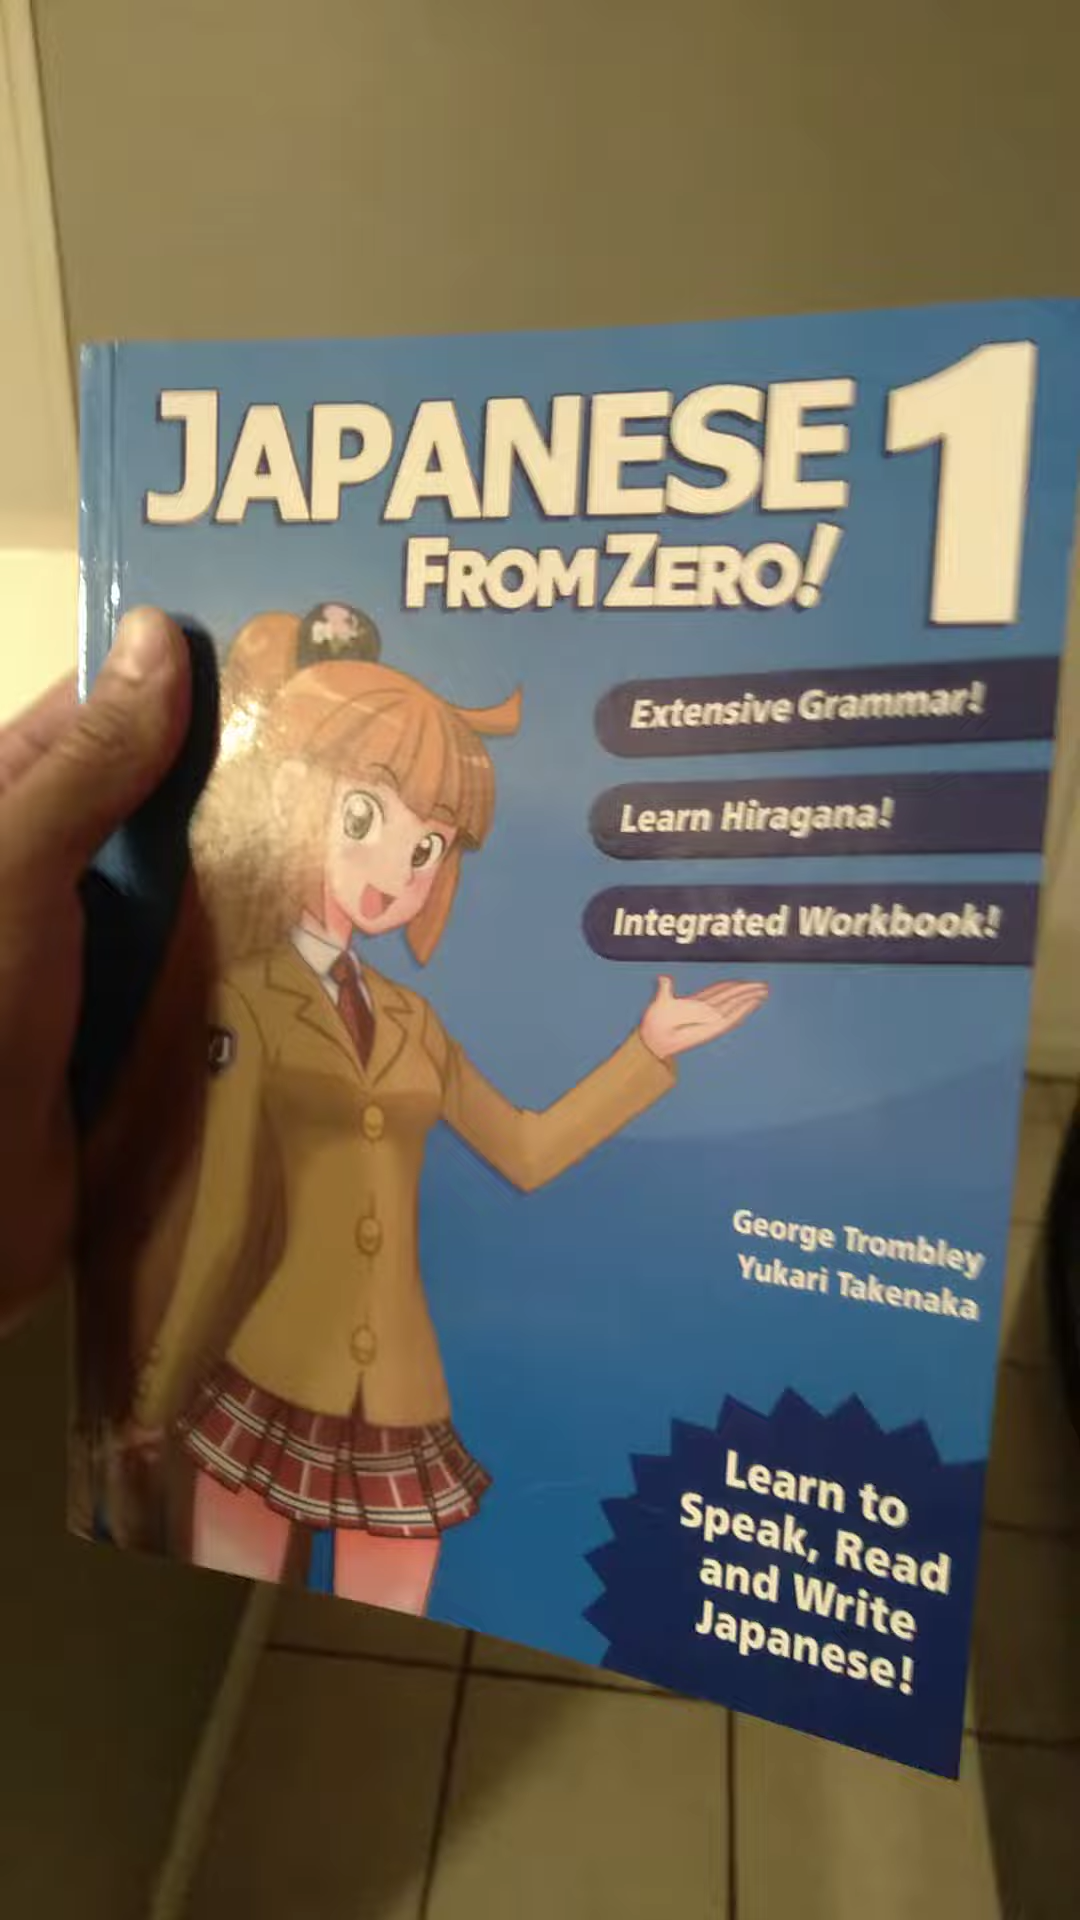 JAPANESE 1
FROM ZERO!
Extensive Grammar!
Learn Hiragana!
Integrated Workbook!
George Trombley
Yukari Takenaka
Learn to
Speak, Read
and Write
Japanese!